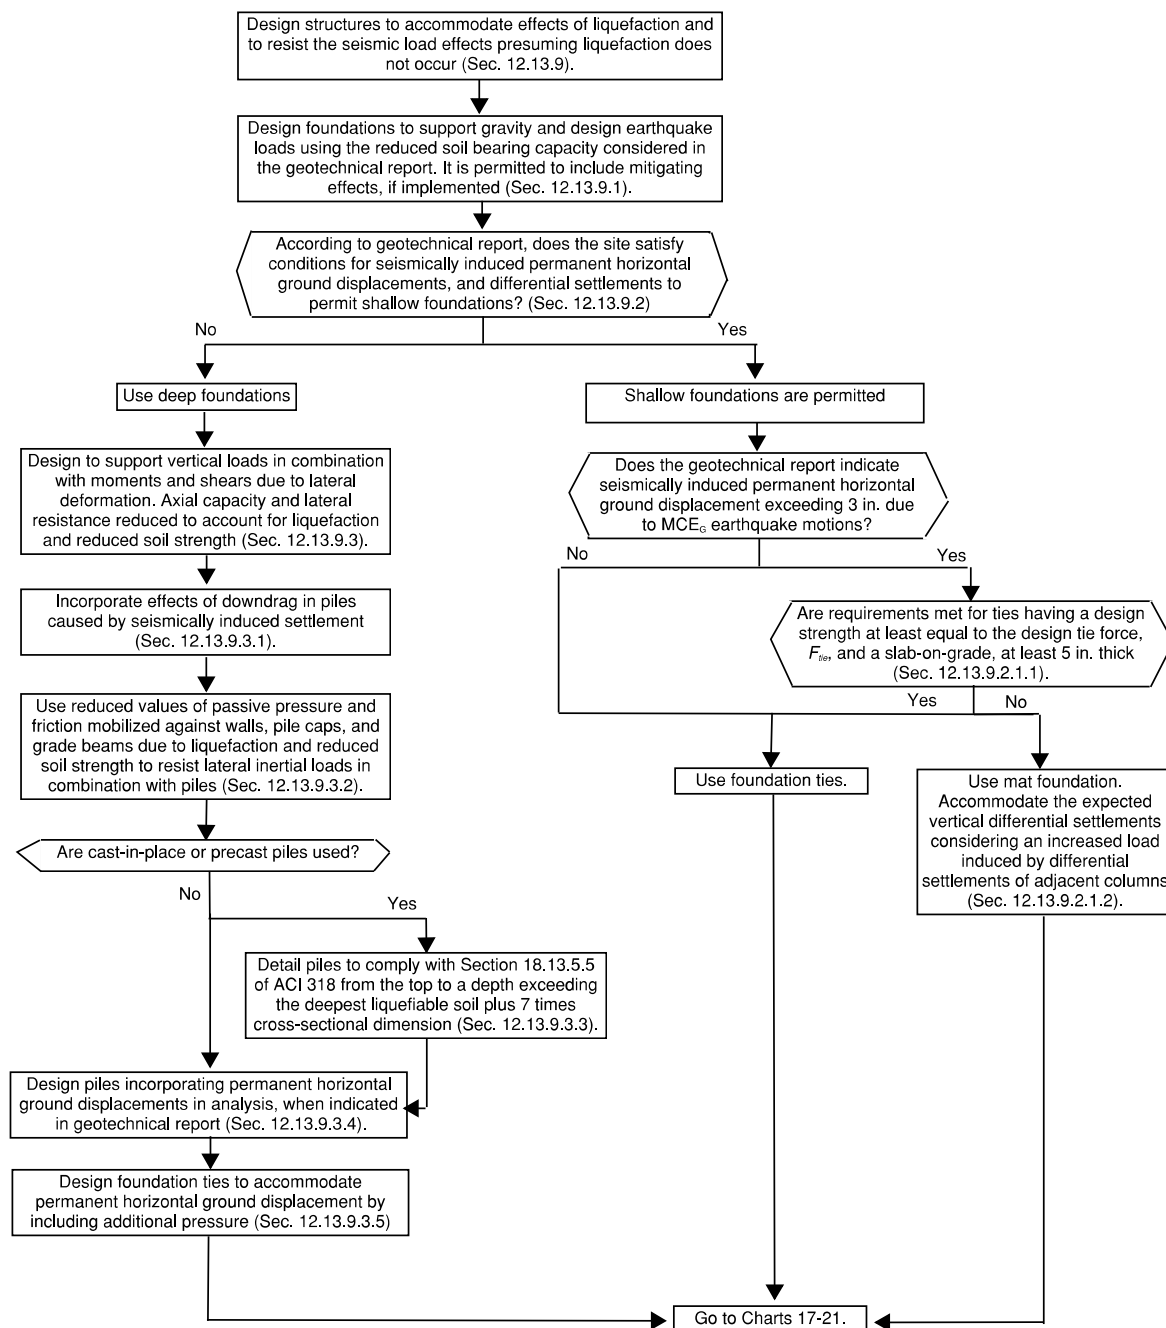 Design structures to accommodate effects of liquefaction and
to resist the seismic load effects presuming liquefaction does
not occur (Sec. 12.13.9).
Design foundations to support gravity and design earthquake
loads using the reduced soil bearing capacity considered in
the geotechnical report. It is permitted to include mitigating
effects, if implemented (Sec. 12.13.9.1).
According to geotechnical report, does the site satisfy
conditions for seismically induced permanent horizontal
ground displacements, and differential settlements to
permit shallow foundations? (Sec. 12.13.9.2)
No
Yes
Use deep foundations
Shallow foundations are permitted
Design to support vertical loads in combination
with moments and shears due to lateral
deformation. Axial capacity and lateral
resistance reduced to account for liquefaction
and reduced soil strength (Sec. 12.13.9.3).
Does the geotechnical report indicate
seismically induced permanent horizontal
ground displacement exceeding 3 in. due
to MCE_G earthquake motions?
No
Yes
Incorporate effects of downdrag in piles
caused by seismically induced settlement
(Sec. 12.13.9.3.1).
Are requirements met for ties having a design
strength at least equal to the design tie force,
F_tie, and a slab-on-grade, at least 5 in. thick
(Sec. 12.13.9.2.1.1).
Yes
No
Use reduced values of passive pressure and
friction mobilized against walls, pile caps, and
grade beams due to liquefaction and reduced
soil strength to resist lateral inertial loads in
combination with piles (Sec. 12.13.9.3.2).
Use foundation ties.
Use mat foundation.
Accommodate the expected
vertical differential settlements
considering an increased load
induced by differential
settlements of adjacent columns
(Sec. 12.13.9.2.1.2).
Are cast-in-place or precast piles used?
No
Yes
Detail piles to comply with Section 18.13.5.5
of ACI 318 from the top to a depth exceeding
the deepest liquefiable soil plus 7 times
cross-sectional dimension (Sec. 12.13.9.3.3).
Design piles incorporating permanent horizontal
ground displacements in analysis, when indicated
in geotechnical report (Sec. 12.13.9.3.4).
Design foundation ties to accommodate
permanent horizontal ground displacement by
including additional pressure (Sec. 12.13.9.3.5)
Go to Charts 17-21.